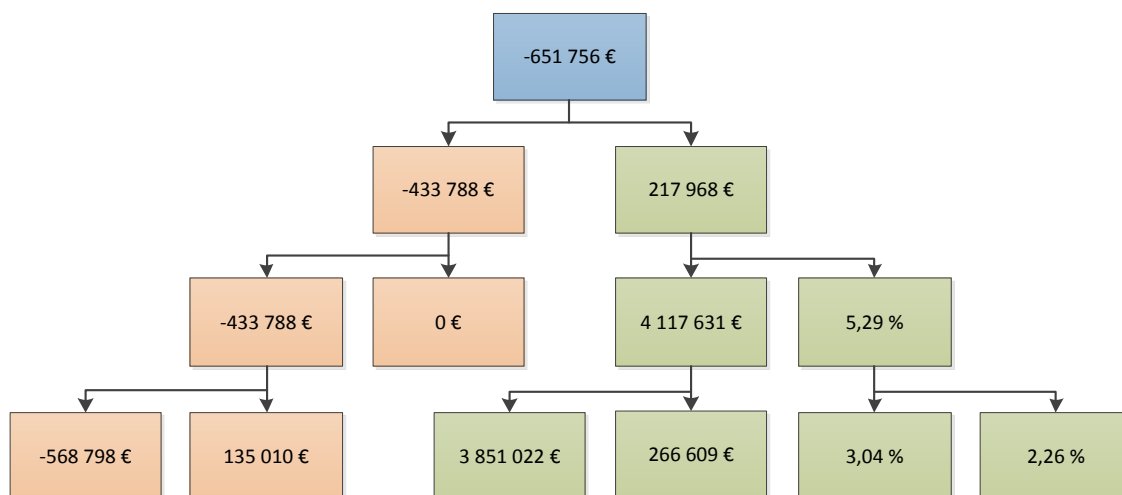 -651 756 €
-433 788 €
217 968 €
-433 788 €
0 €
4 117 631 €
5,29 %
-568 798 €
135 010 €
3 851 022 €
266 609 €
3,04 %
2,26 %